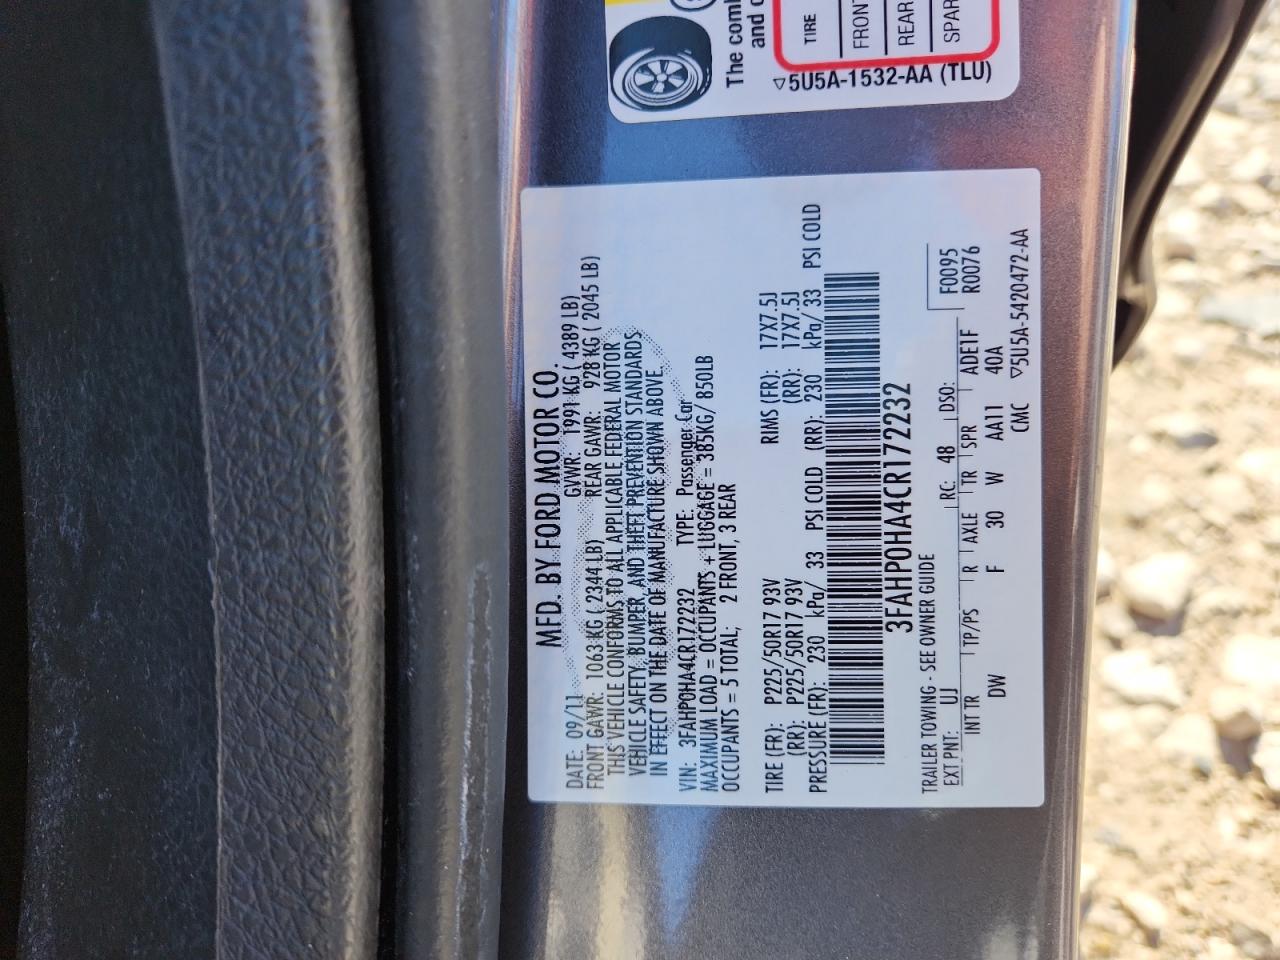 MFD. BY FORD MOTOR CO.
DATE: 09/11 GVWR: 1991 KG ( 4389 LB)
FRONT GAWR: 1063 KG ( 2344 LB) REAR GAWR: 928 KG ( 2045 LB)
THIS VEHICLE CONFORMS TO ALL APPLICABLE FEDERAL MOTOR
VEHICLE SAFETY, BUMPER, AND THEFT PREVENTION STANDARDS
IN EFFECT ON THE DATE OF MANUFACTURE SHOWN ABOVE.
VIN: 3FAHP0HA4CR172232 TYPE: Passenger Car
MAXIMUM LOAD = OCCUPANTS + LUGGAGE = 385KG/ 850LB
OCCUPANTS = 5 TOTAL; 2 FRONT, 3 REAR
TIRE (FR): P225/50R17 93V RIMS (FR): 17X7.5J
(RR): P225/50R17 93V (RR): 17X7.5J
PRESSURE (FR): 230 kPa/ 33 PSI COLD (RR): 230 kPa/ 33 PSI COLD
3FAHP0HA4CR172232
TRAILER TOWING - SEE OWNER GUIDE F0095
EXT PNT: UJ RC: 48 DSO: R0076
INT TR TP/PS R AXLE TR SPR ADE1F
DW F 30 W AA11 40A
CMC ▽5U5A-5420472-AA
The comb
and o
TIRE
FRONT
REAR
SPAR
▽5U5A-1532-AA (TLU)